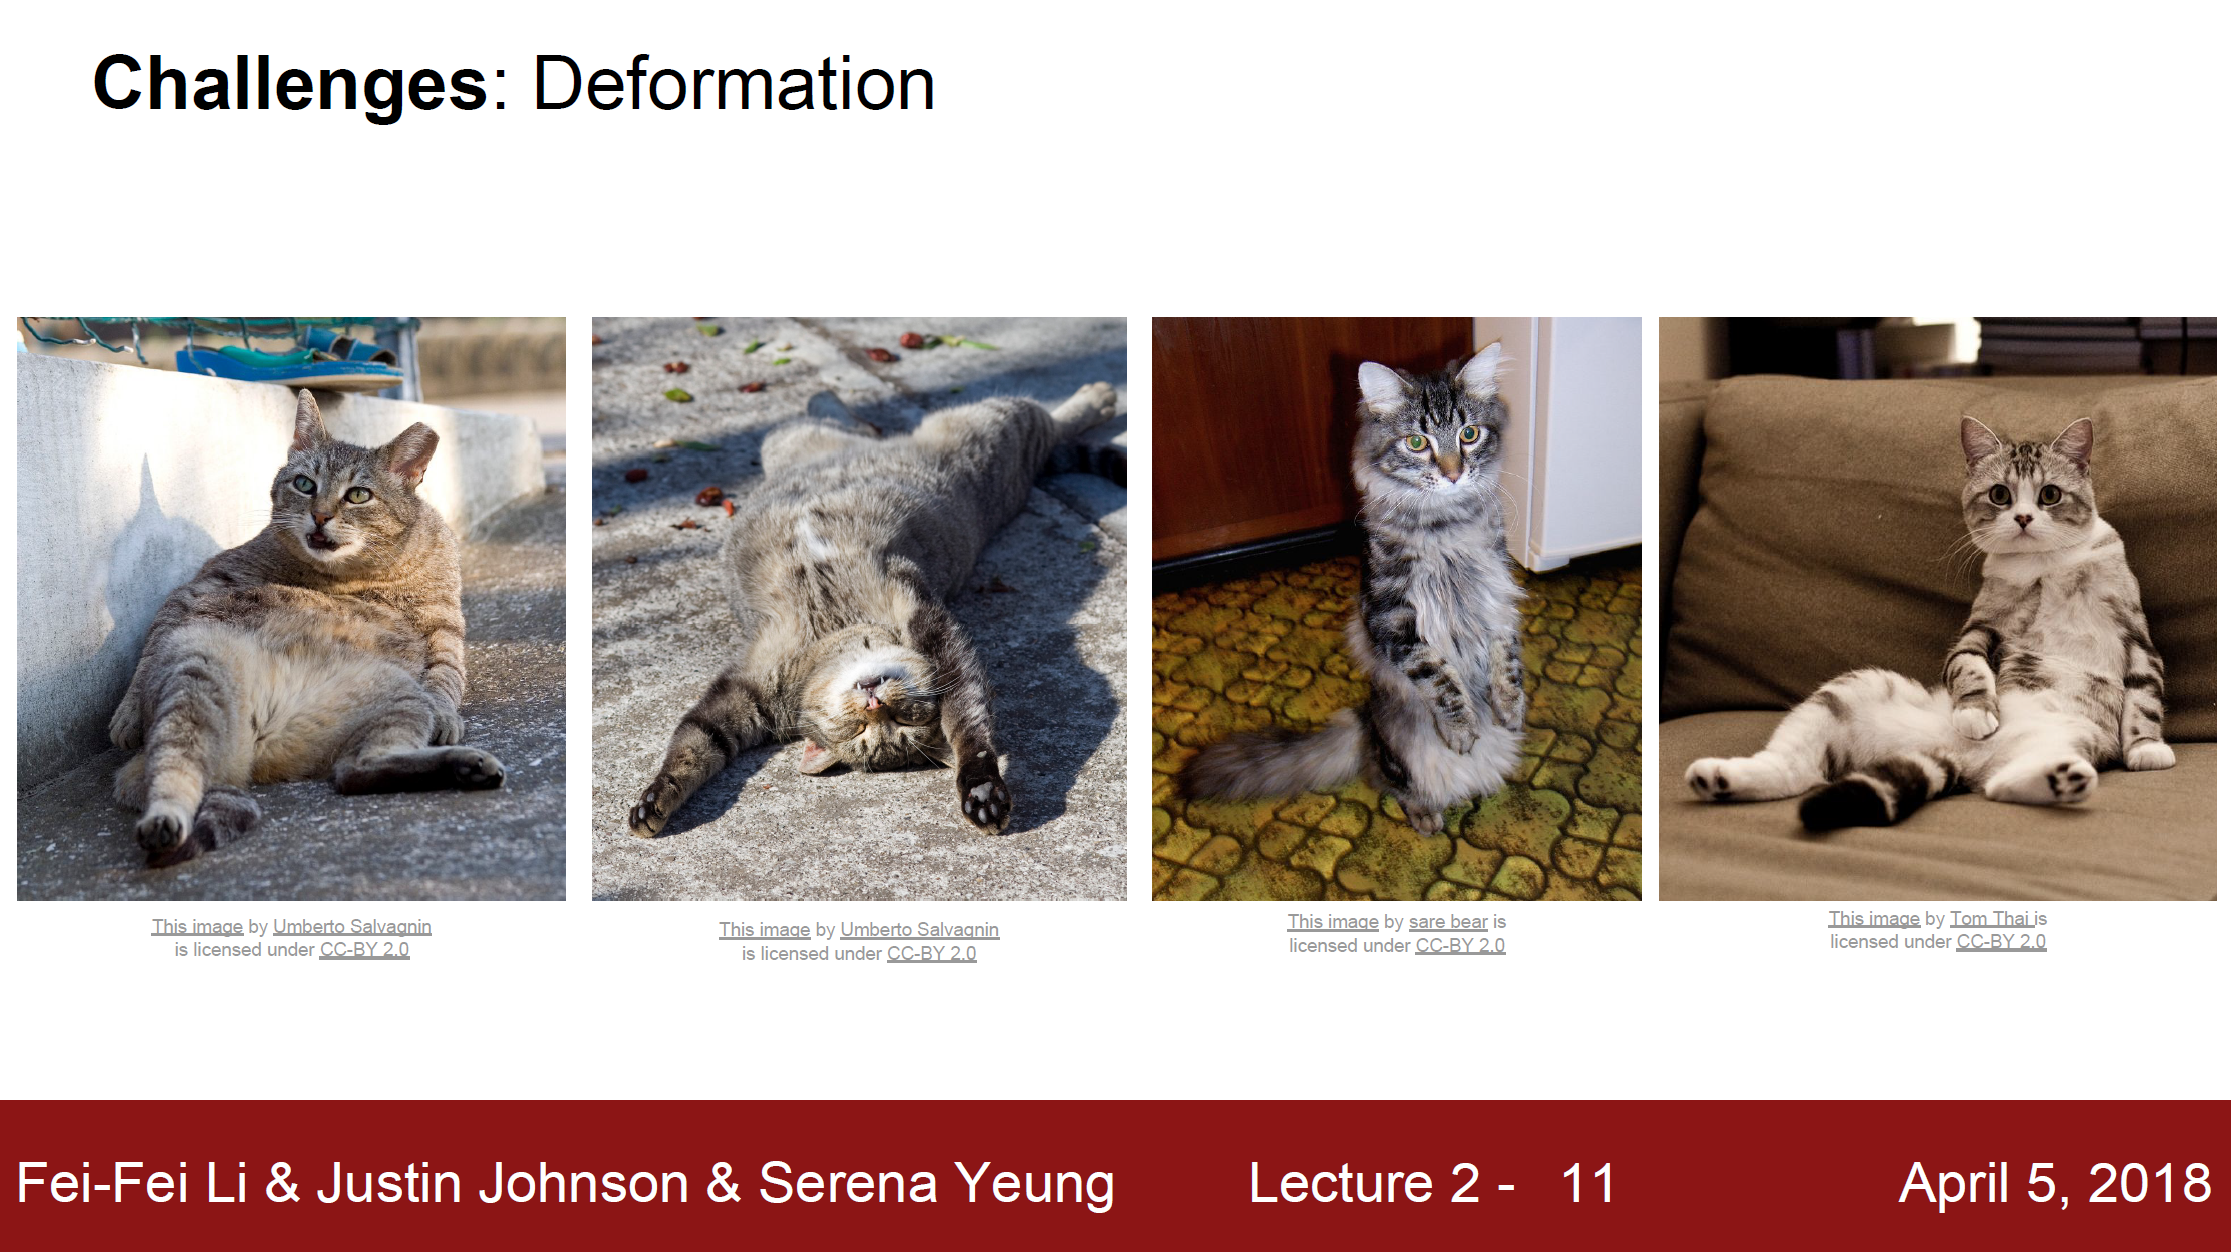 Challenges: Deformation
This image by Umberto Salvagnin
is licensed under CC-BY 2.0
This image by Umberto Salvagnin
is licensed under CC-BY 2.0
This image by sare bear is
licensed under CC-BY 2.0
This image by Tom Thai is
licensed under CC-BY 2.0
Fei-Fei Li & Justin Johnson & Serena Yeung
Lecture 2 - 11
April 5, 2018